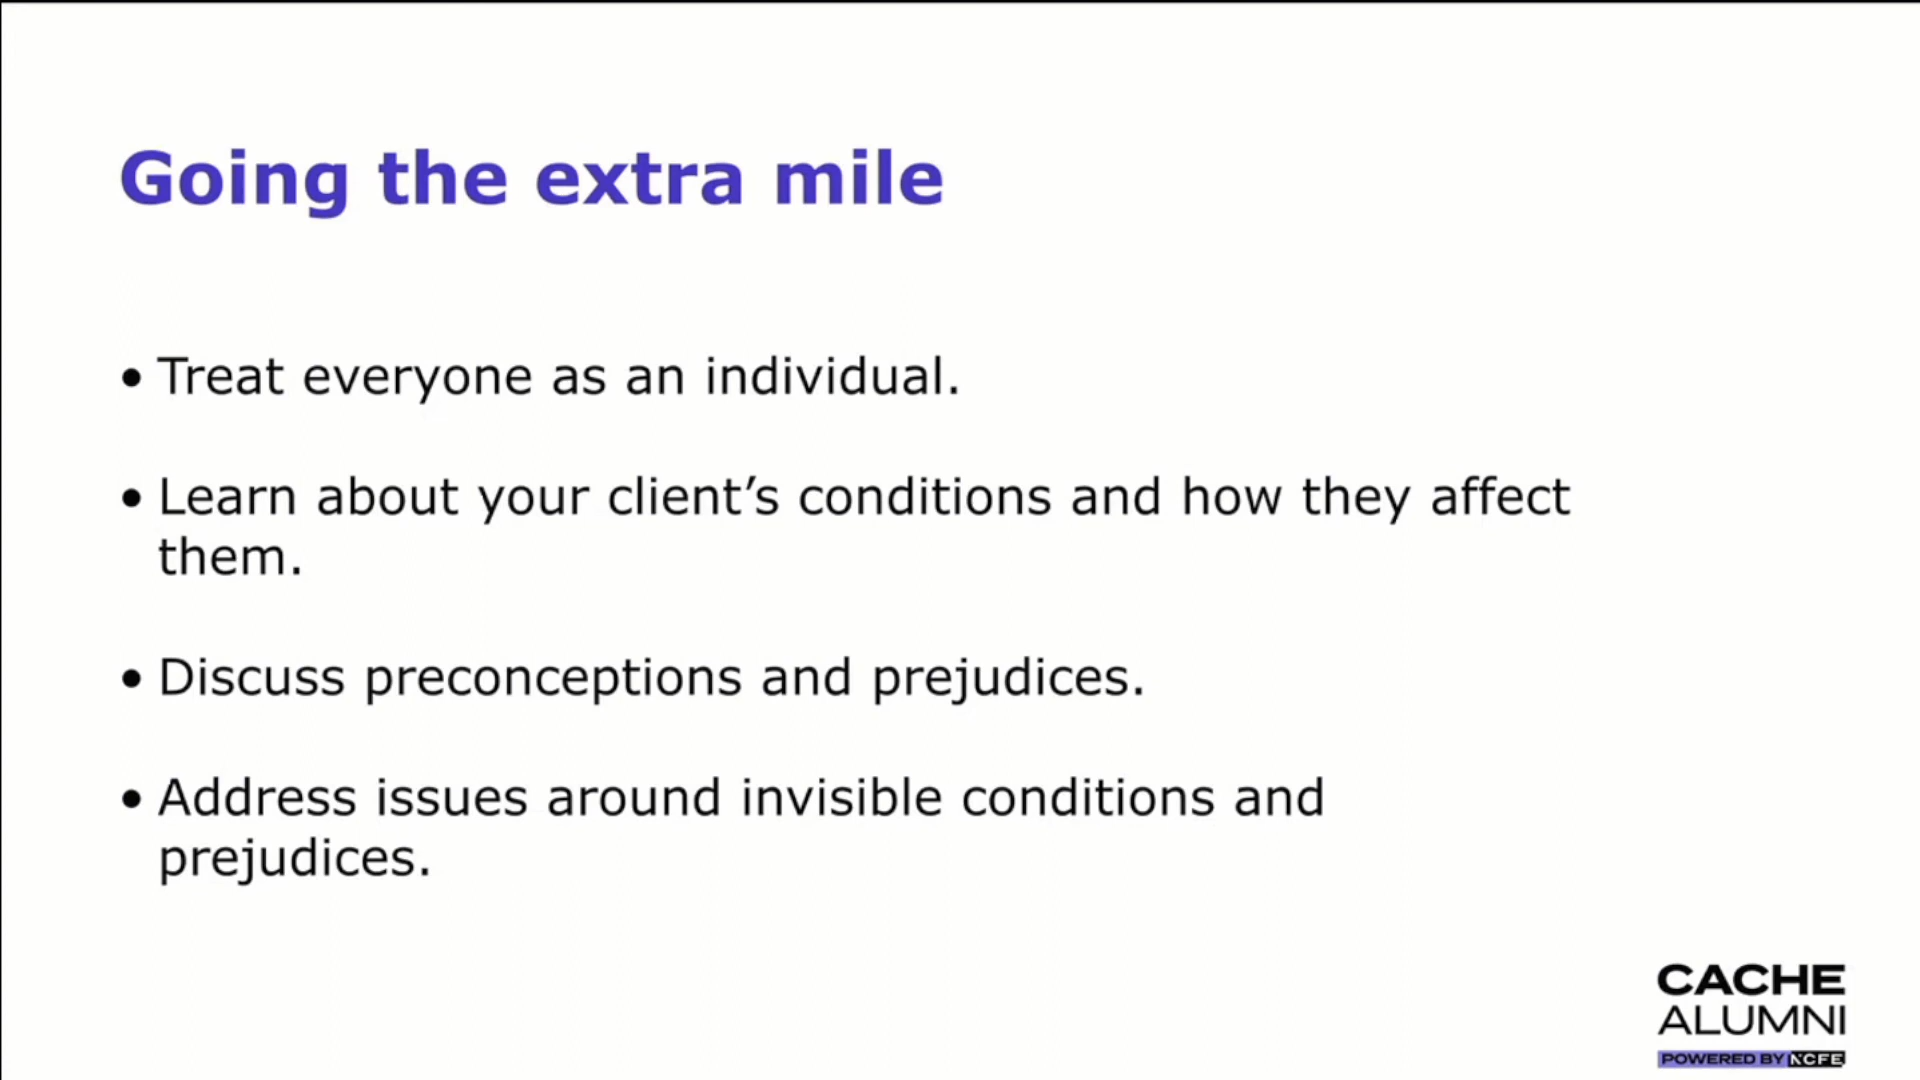 Going the extra mile
• Treat everyone as an individual.
• Learn about your client’s conditions and how they affect
them.
• Discuss preconceptions and prejudices.
• Address issues around invisible conditions and
prejudices.
CACHE
ALUMNI
POWERED BY NCFE